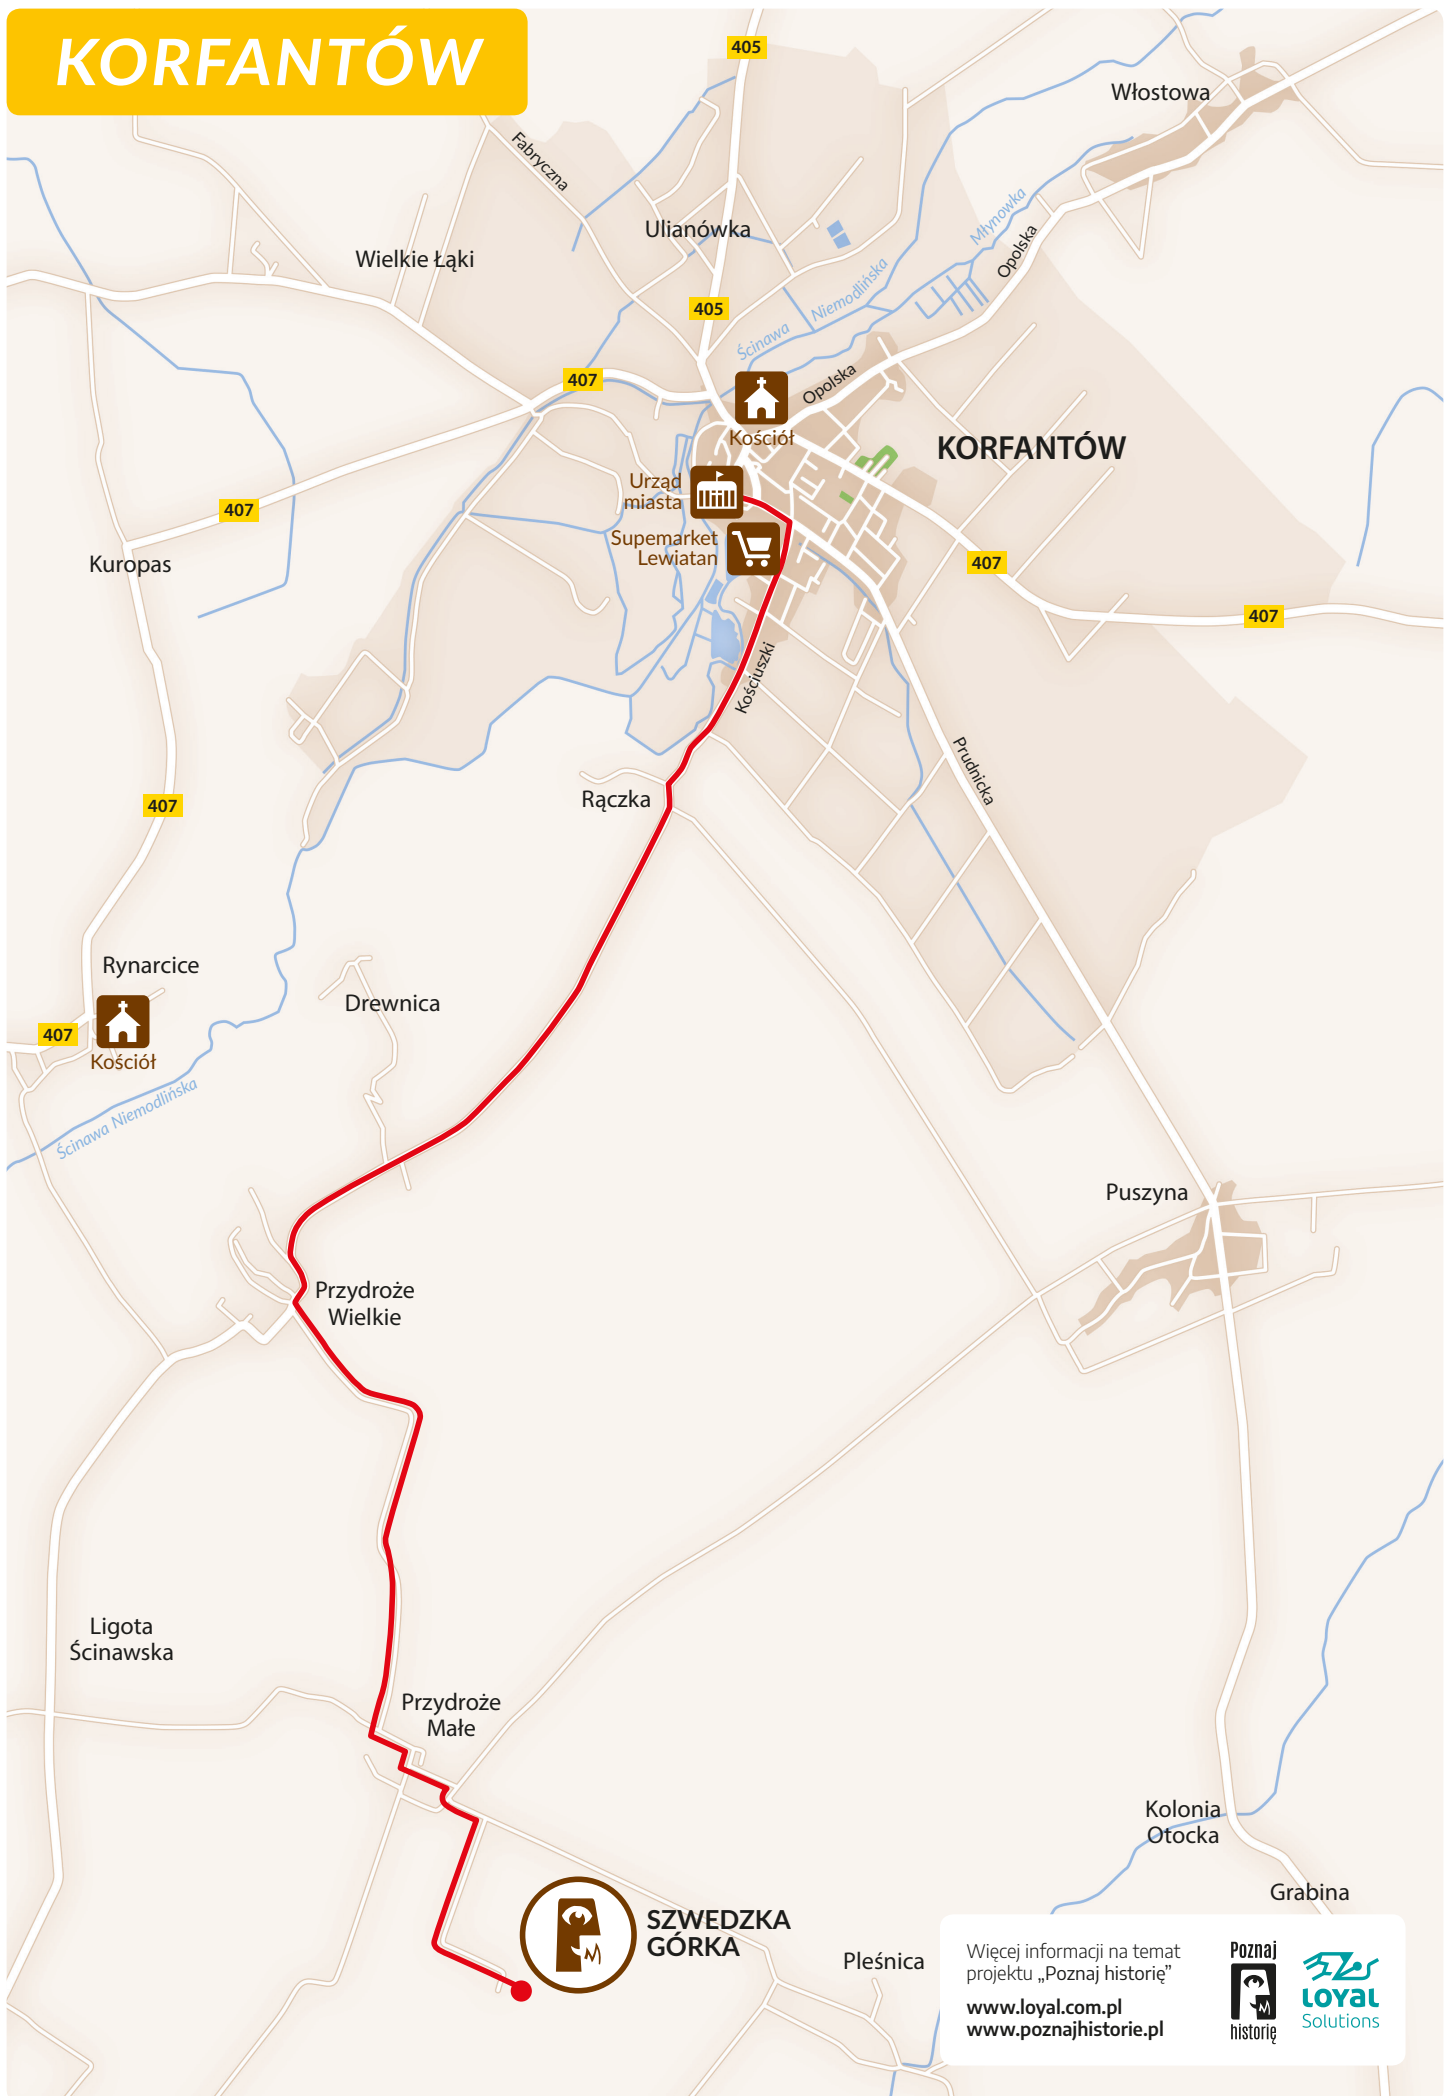 KORFANTÓW
405
Włostowa
Fabryczna
Młynowka
Ulianówka
Opolska
Wielkie Łąki
Niemodlińska
405
Ścinawa
407
Opolska
Kościół
KORFANTÓW
Urząd
miasta
407
Supemarket
Lewiatan
Kuropas
407
407
Kościuszki
Prudnicka
Rączka
407
Rynarcice
Drewnica
407
Kościół
Ścinawa Niemodlińska
Puszyna
Przydroże
Wielkie
Ligota
Ścinawska
Przydroże
Małe
Kolonia
Otocka
Grabina
SZWEDZKA
GÓRKA
Pleśnica
Więcej informacji na temat
projektu „Poznaj historię”
www.loyal.com.pl
www.poznajhistorie.pl
Poznaj
historię
LOYAL
Solutions